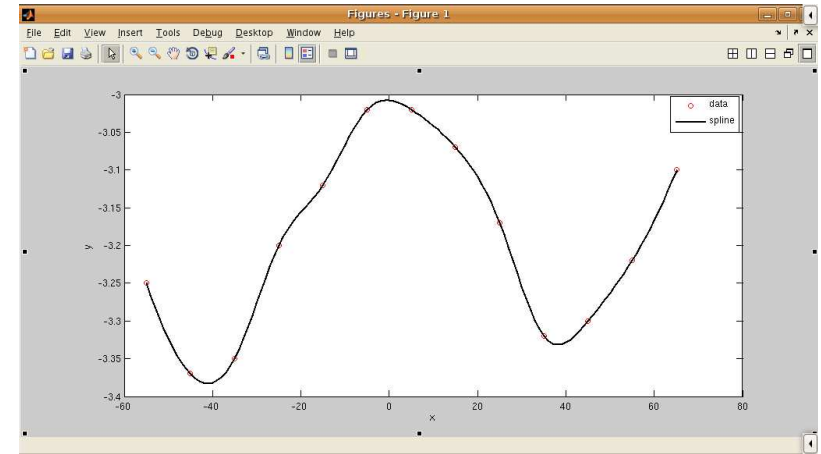 Figures - Figure 1
File Edit View Insert Tools Debug Desktop Window Help
-3
-3.05
-3.1
-3.15
-3.2
-3.25
-3.3
-3.35
-3.4
y
-60 -40 -20 0 20 40 60 80
x
data
spline